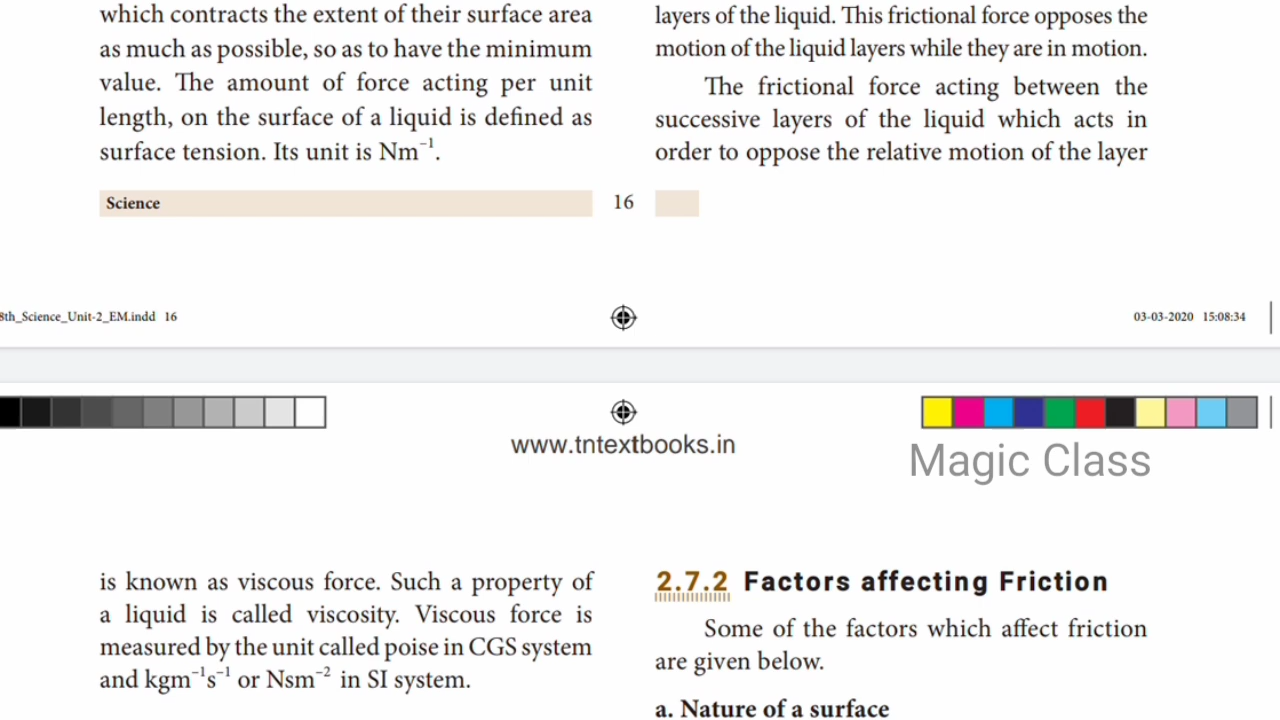 which contracts the extent of their surface area
as much as possible, so as to have the minimum
value. The amount of force acting per unit
length, on the surface of a liquid is defined as
surface tension. Its unit is Nm⁻¹.
layers of the liquid. This frictional force opposes the
motion of the liquid layers while they are in motion.
The frictional force acting between the
successive layers of the liquid which acts in
order to oppose the relative motion of the layer
Science
16
8th_Science_Unit-2_EM.indd 16
03-03-2020 15:08:34
www.tntextbooks.in
Magic Class
is known as viscous force. Such a property of
a liquid is called viscosity. Viscous force is
measured by the unit called poise in CGS system
and kgm⁻¹s⁻¹ or Nsm⁻² in SI system.
2.7.2 Factors affecting Friction
Some of the factors which affect friction
are given below.
a. Nature of a surface